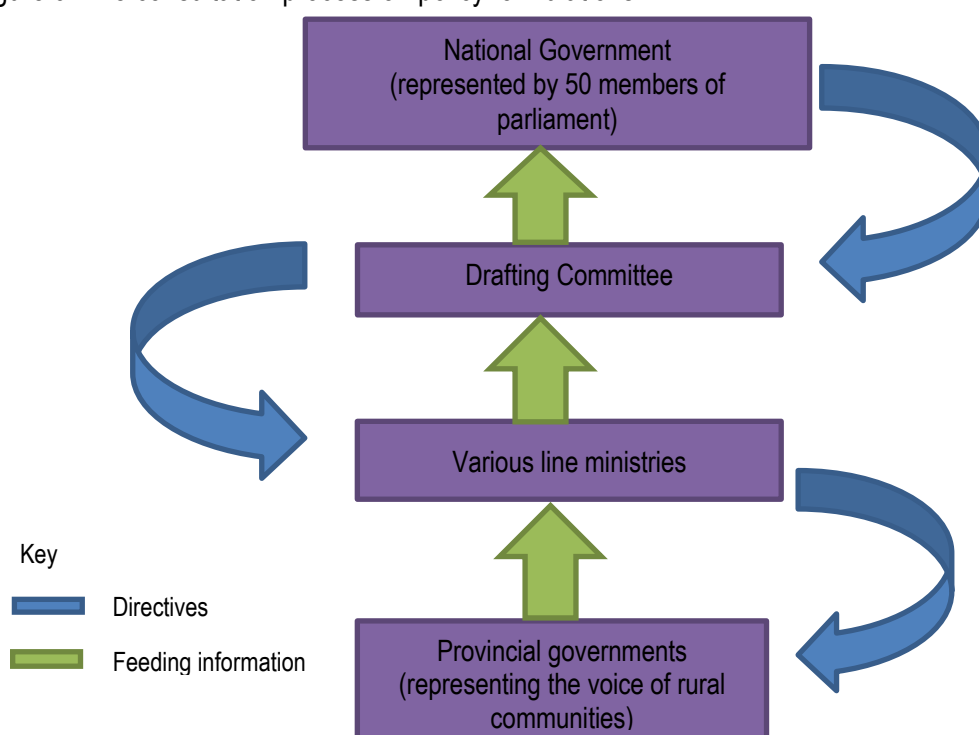 National Government
(represented by 50 members of
parliament)
Drafting Committee
Various line ministries
Key
Directives
Feeding information
Provincial governments
(representing the voice of rural
communities)